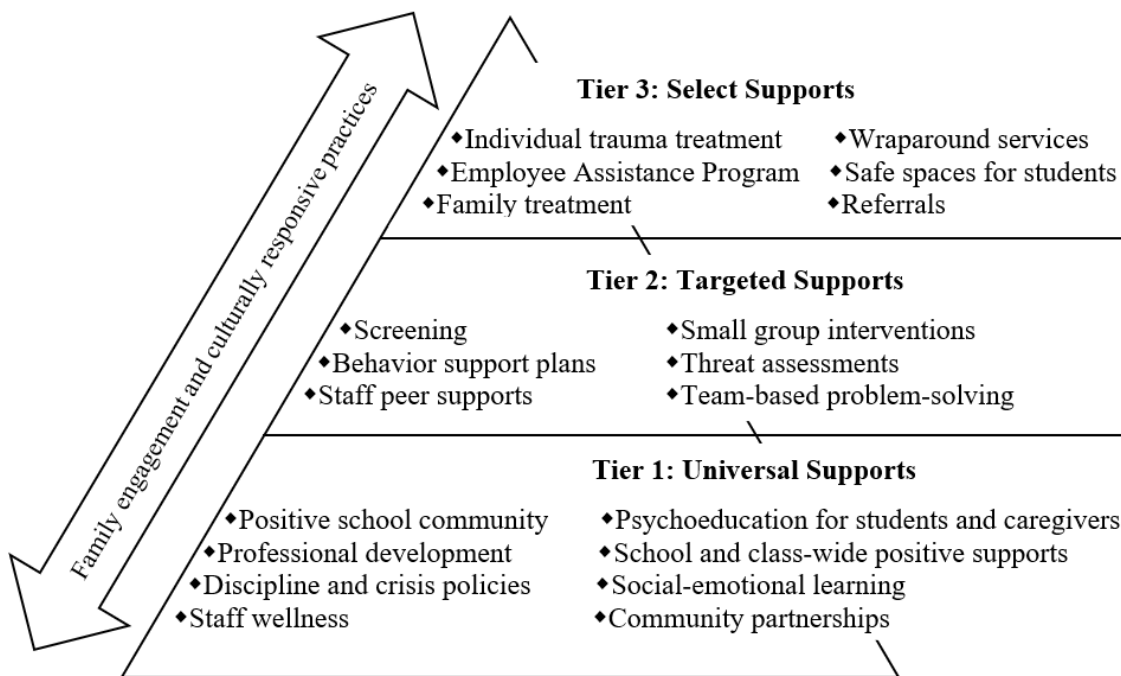 Family engagement and culturally responsive practices
Tier 3: Select Supports
◆Individual trauma treatment
◆Employee Assistance Program
◆Family treatment
◆Wraparound services
◆Safe spaces for students
◆Referrals
Tier 2: Targeted Supports
◆Screening
◆Behavior support plans
◆Staff peer supports
◆Small group interventions
◆Threat assessments
◆Team-based problem-solving
Tier 1: Universal Supports
◆Positive school community
◆Professional development
◆Discipline and crisis policies
◆Staff wellness
◆Psychoeducation for students and caregivers
◆School and class-wide positive supports
◆Social-emotional learning
◆Community partnerships